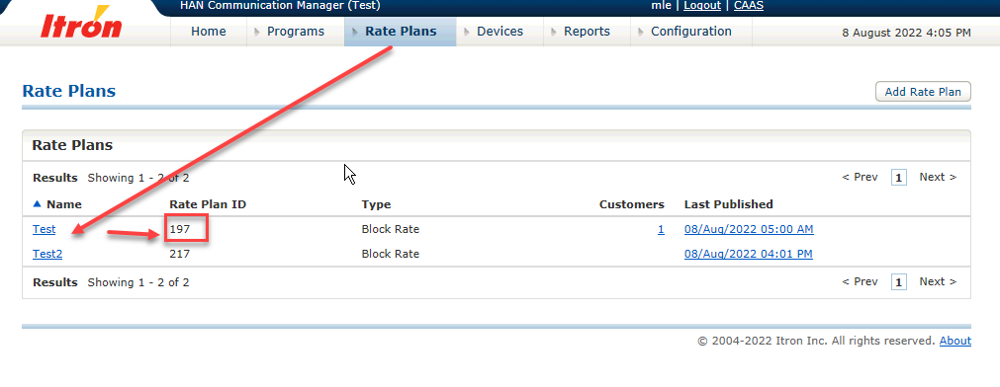 HAN Communication Manager (Test)
mle | Logout | CAAS
Itrón
Home Programs Rate Plans Devices Reports Configuration
8 August 2022 4:05 PM
Rate Plans
Add Rate Plan
Rate Plans
Results Showing 1 - 2 of 2 < Prev 1 Next >
Name Rate Plan ID Type Customers Last Published
Test 197 Block Rate 1 08/Aug/2022 05:00 AM
Test2 217 Block Rate 08/Aug/2022 04:01 PM
Results Showing 1 - 2 of 2 < Prev 1 Next >
© 2004-2022 Itron Inc. All rights reserved. About